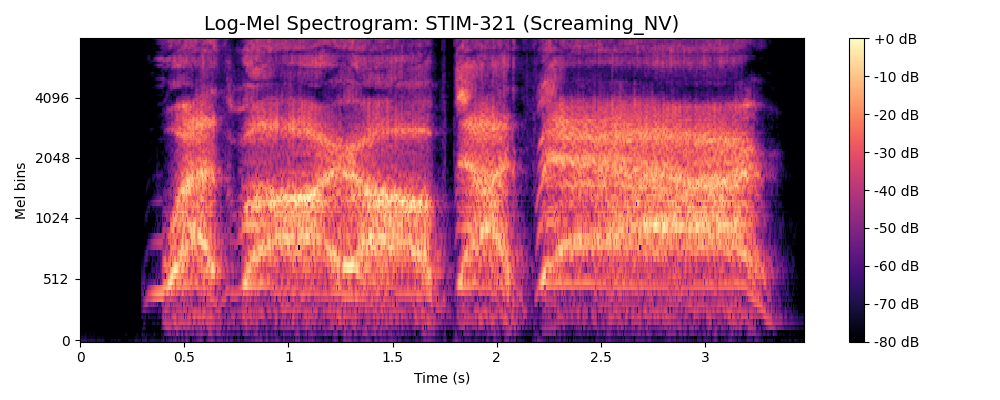 Log-Mel Spectrogram: STIM-321 (Screaming_NV)
Mel bins
4096
2048
1024
512
0
0
0.5
1
1.5
2
2.5
3
Time (s)
+0 dB
-10 dB
-20 dB
-30 dB
-40 dB
-50 dB
-60 dB
-70 dB
-80 dB